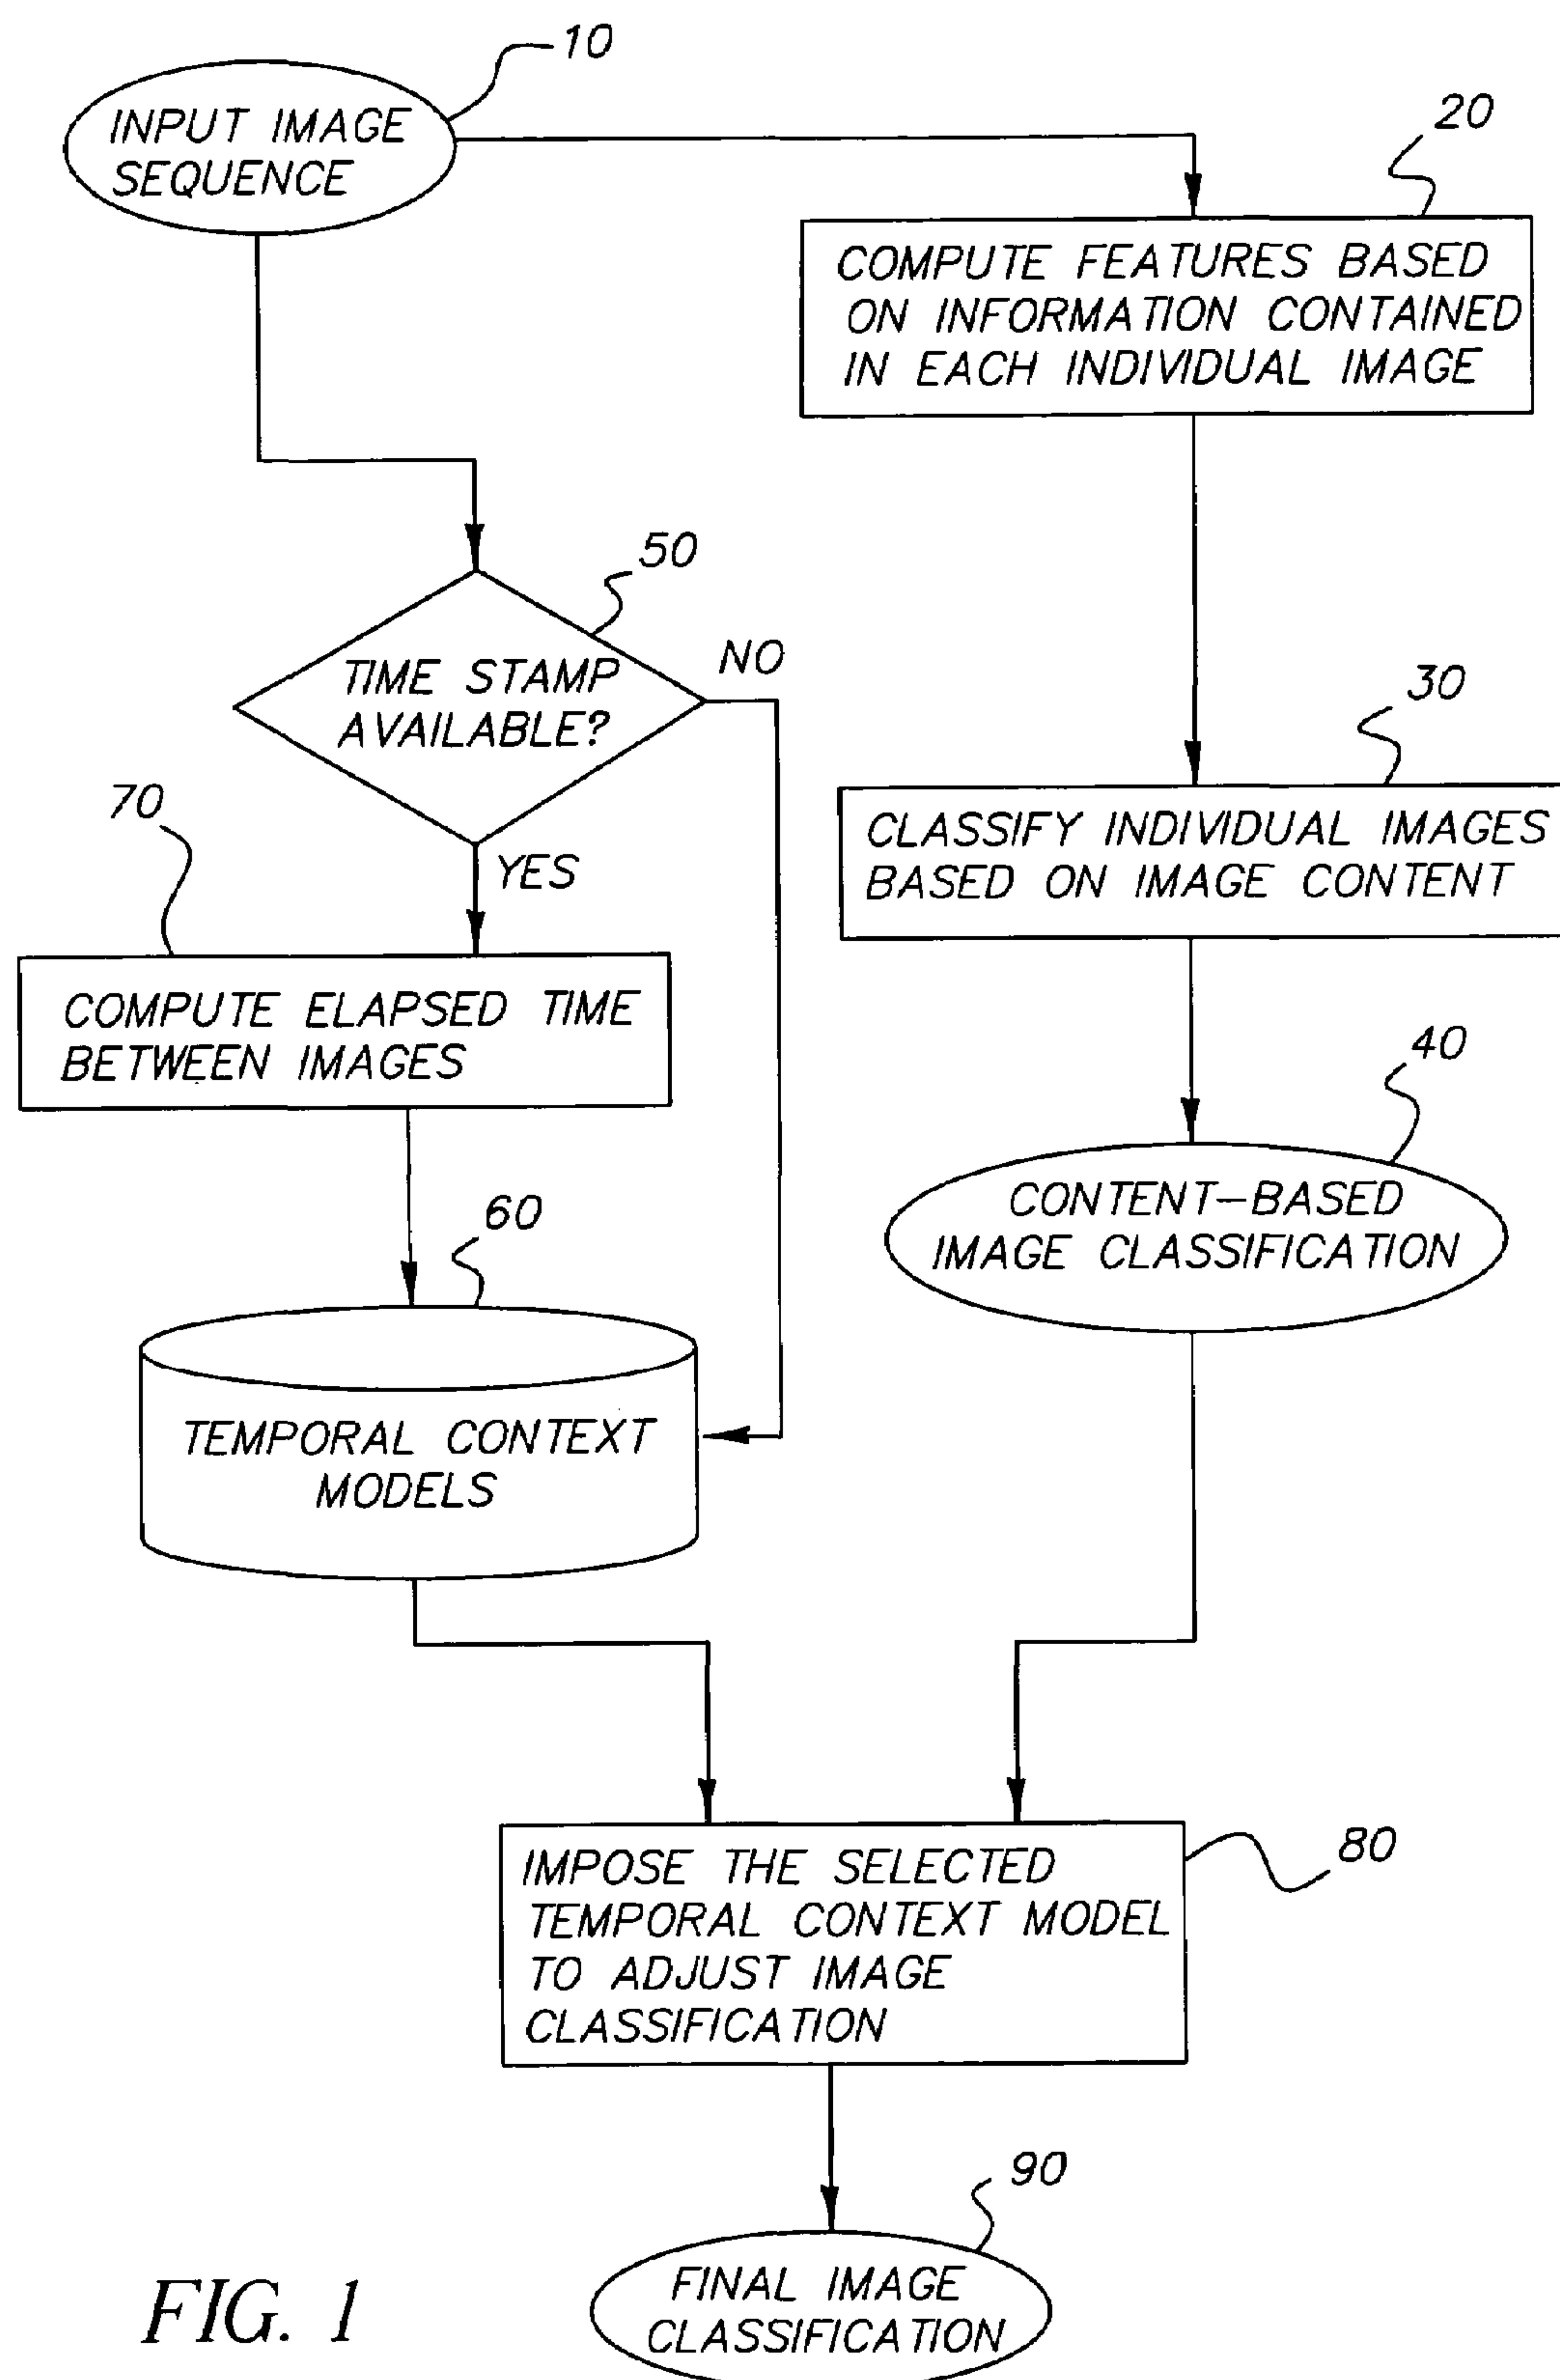 10
INPUT IMAGE
SEQUENCE
20
COMPUTE FEATURES BASED
ON INFORMATION CONTAINED
IN EACH INDIVIDUAL IMAGE
50
TIME STAMP
AVAILABLE?
NO
YES
30
CLASSIFY INDIVIDUAL IMAGES
BASED ON IMAGE CONTENT
70
COMPUTE ELAPSED TIME
BETWEEN IMAGES
40
CONTENT-BASED
IMAGE CLASSIFICATION
60
TEMPORAL CONTEXT
MODELS
80
IMPOSE THE SELECTED
TEMPORAL CONTEXT MODEL
TO ADJUST IMAGE
CLASSIFICATION
90
FINAL IMAGE
CLASSIFICATION
FIG. 1